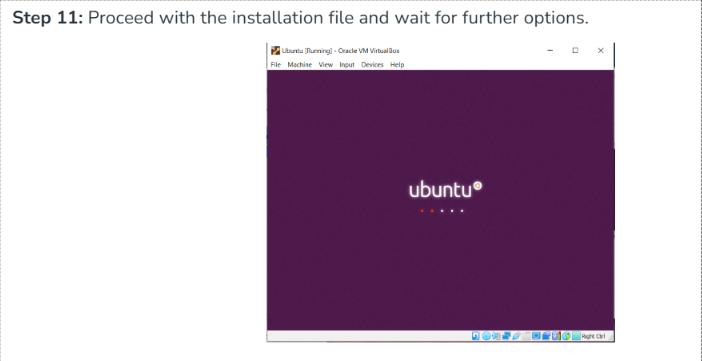 Step 11: Proceed with the installation file and wait for further options.
Ubuntu [Running] - Oracle VM VirtualBox
File Machine View Input Devices Help
ubuntu
Right Ctrl